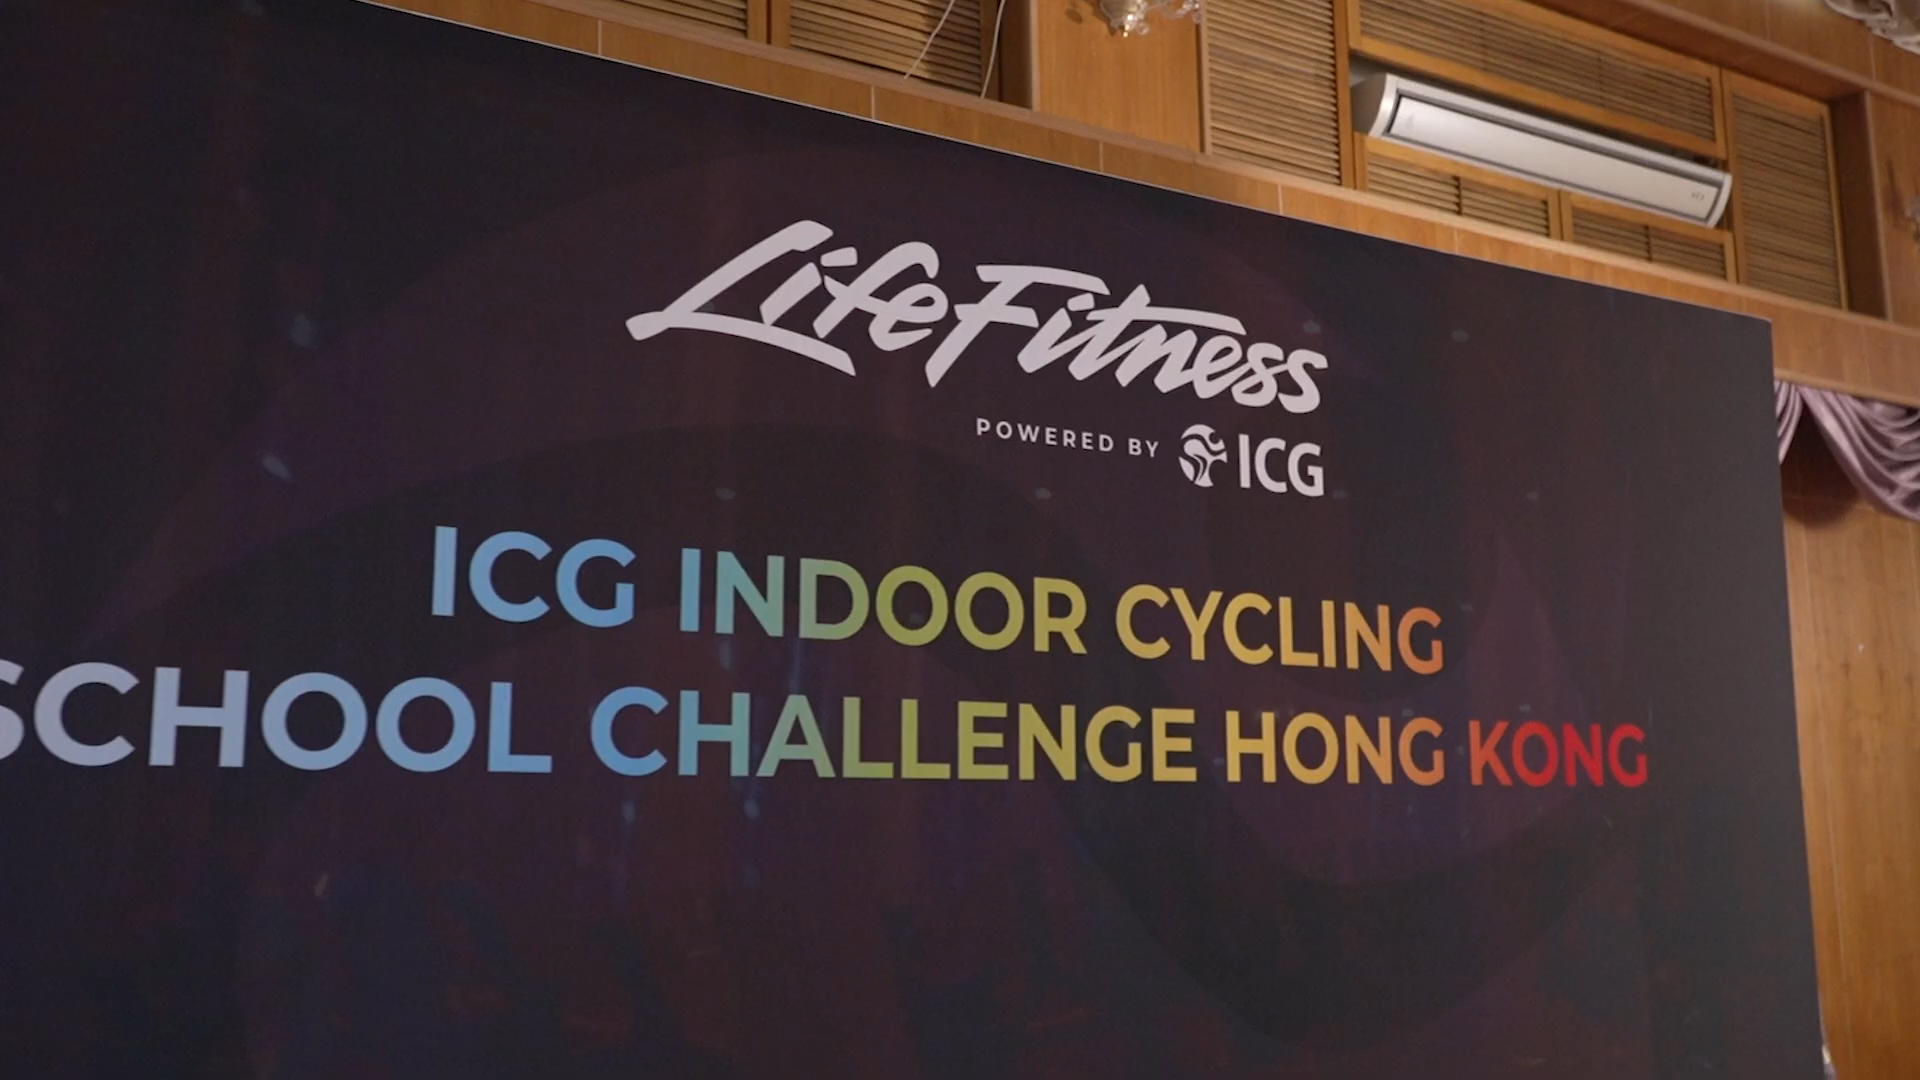 LifeFitness
POWERED BY ICG
ICG INDOOR CYCLING
SCHOOL CHALLENGE HONG KONG